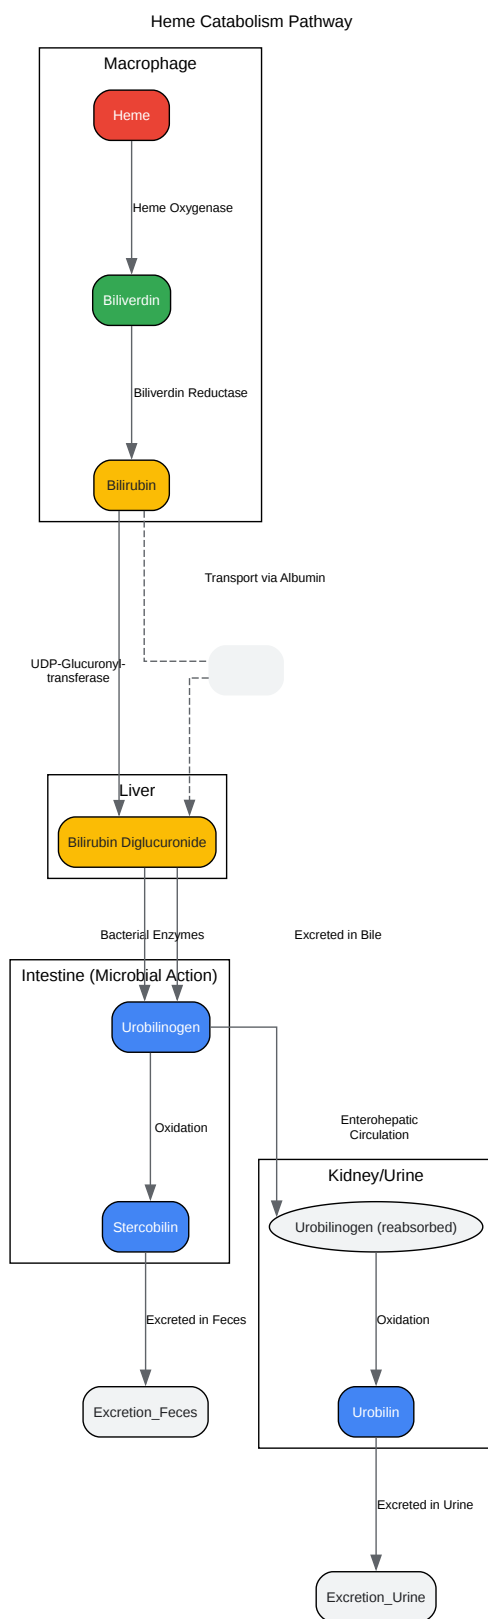 Heme Catabolism Pathway
Macrophage
Heme
Heme Oxygenase
Biliverdin
Biliverdin Reductase
Bilirubin
Transport via Albumin
UDP-Glucuronyl-
transferase
Liver
Bilirubin Diglucuronide
Bacterial Enzymes
Excreted in Bile
Intestine (Microbial Action)
Urobilinogen
Oxidation
Enterohepatic
Circulation
Kidney/Urine
Stercobilin
Urobilinogen (reabsorbed)
Excreted in Feces
Oxidation
Excretion_Feces
Urobilin
Excreted in Urine
Excretion_Urine